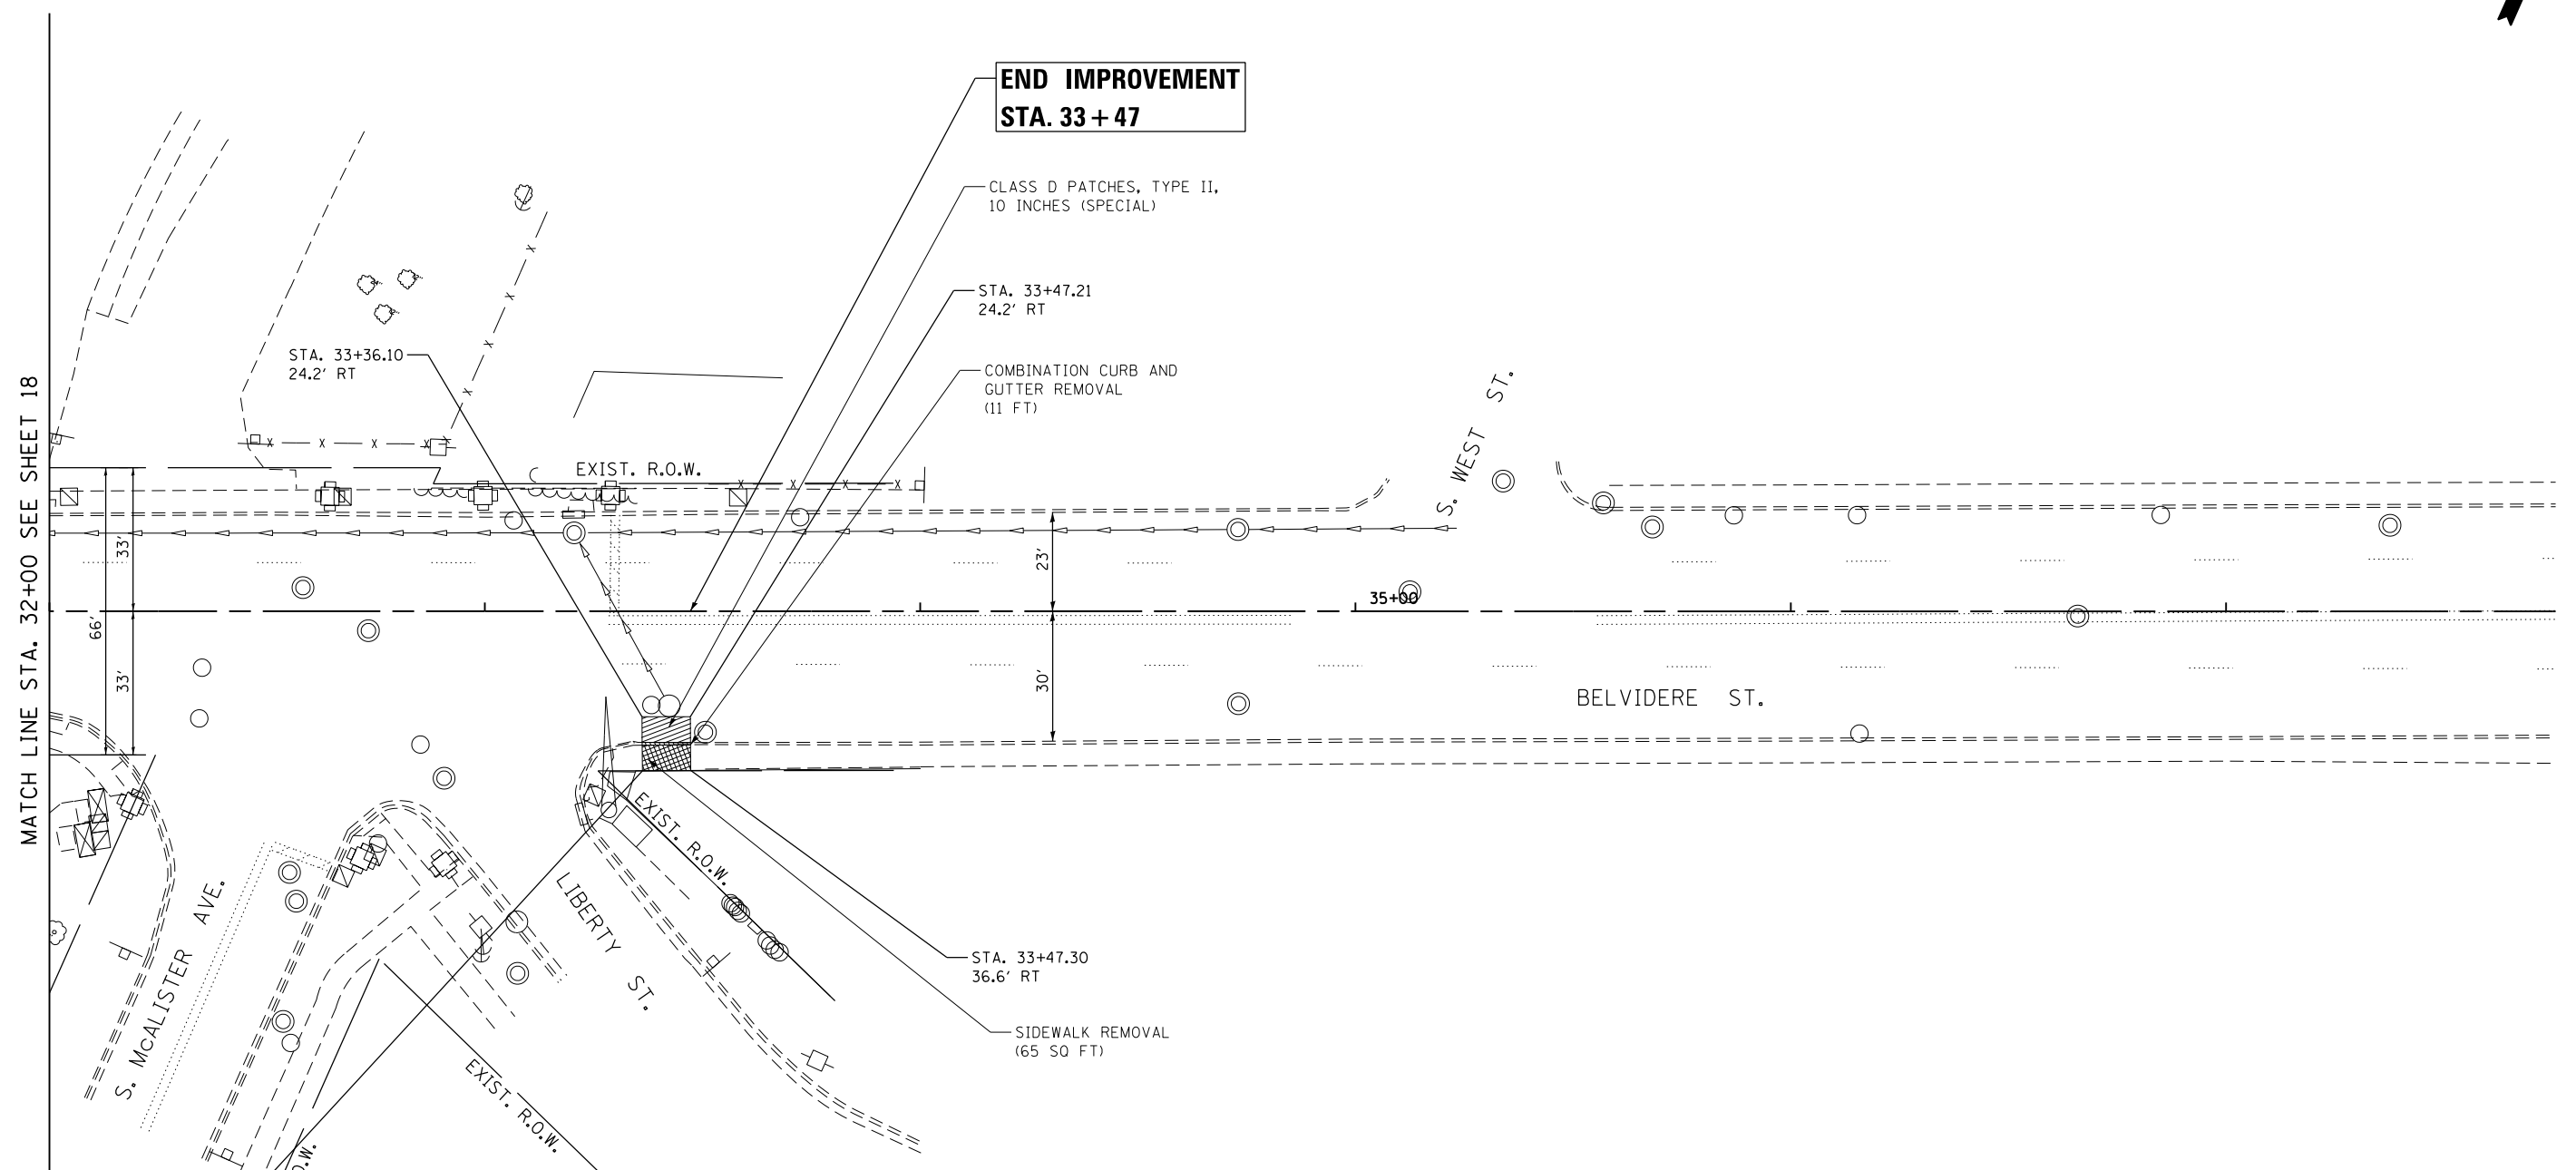 END IMPROVEMENT
STA. 33+47
CLASS D PATCHES, TYPE II,
10 INCHES (SPECIAL)
STA. 33+47.21
24.2' RT
STA. 33+36.10
24.2' RT
COMBINATION CURB AND
GUTTER REMOVAL
(11 FT)
MATCH LINE STA. 32+00 SEE SHEET 18
EXIST. R.O.W.
S. WEST ST.
33'
66'
33'
23'
30'
35+00
BELVIDERE ST.
EXIST. R.O.W.
LIBERTY ST.
S. McALISTER AVE.
STA. 33+47.30
36.6' RT
SIDEWALK REMOVAL
(65 SQ FT)
EXIST. R.O.W.
O.W.